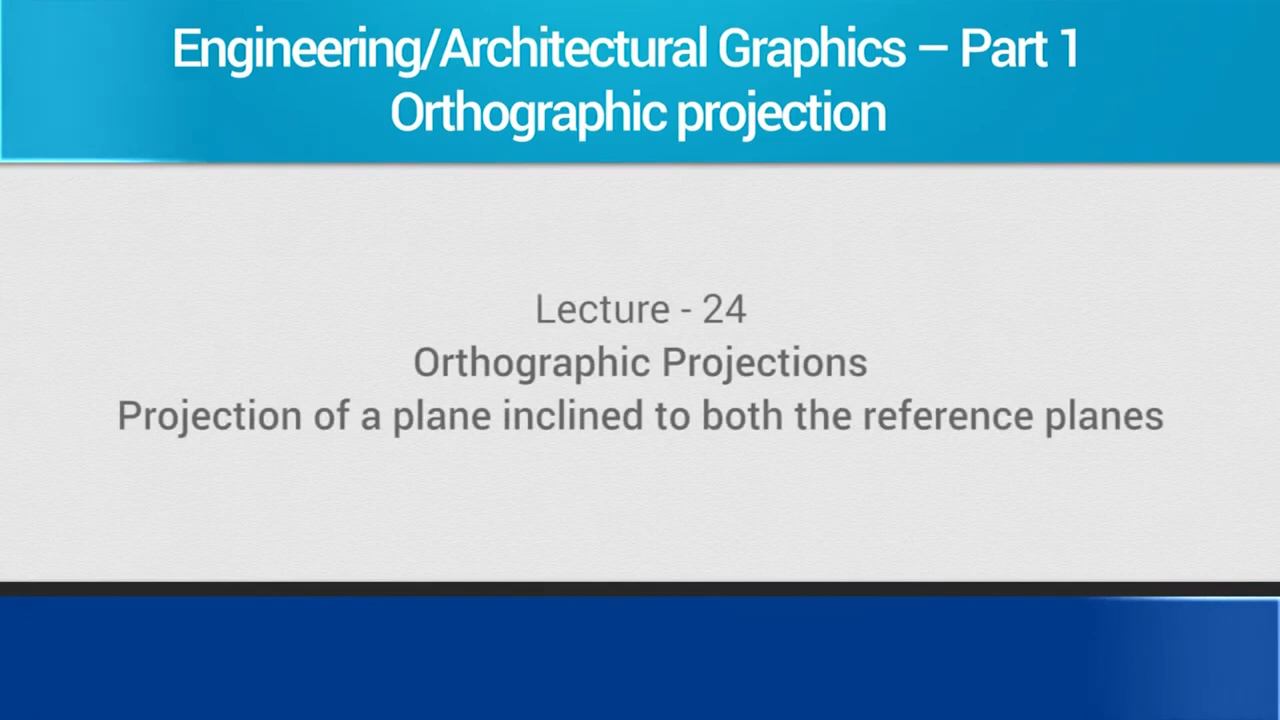 Engineering/Architectural Graphics – Part 1
Orthographic projection
Lecture - 24
Orthographic Projections
Projection of a plane inclined to both the reference planes